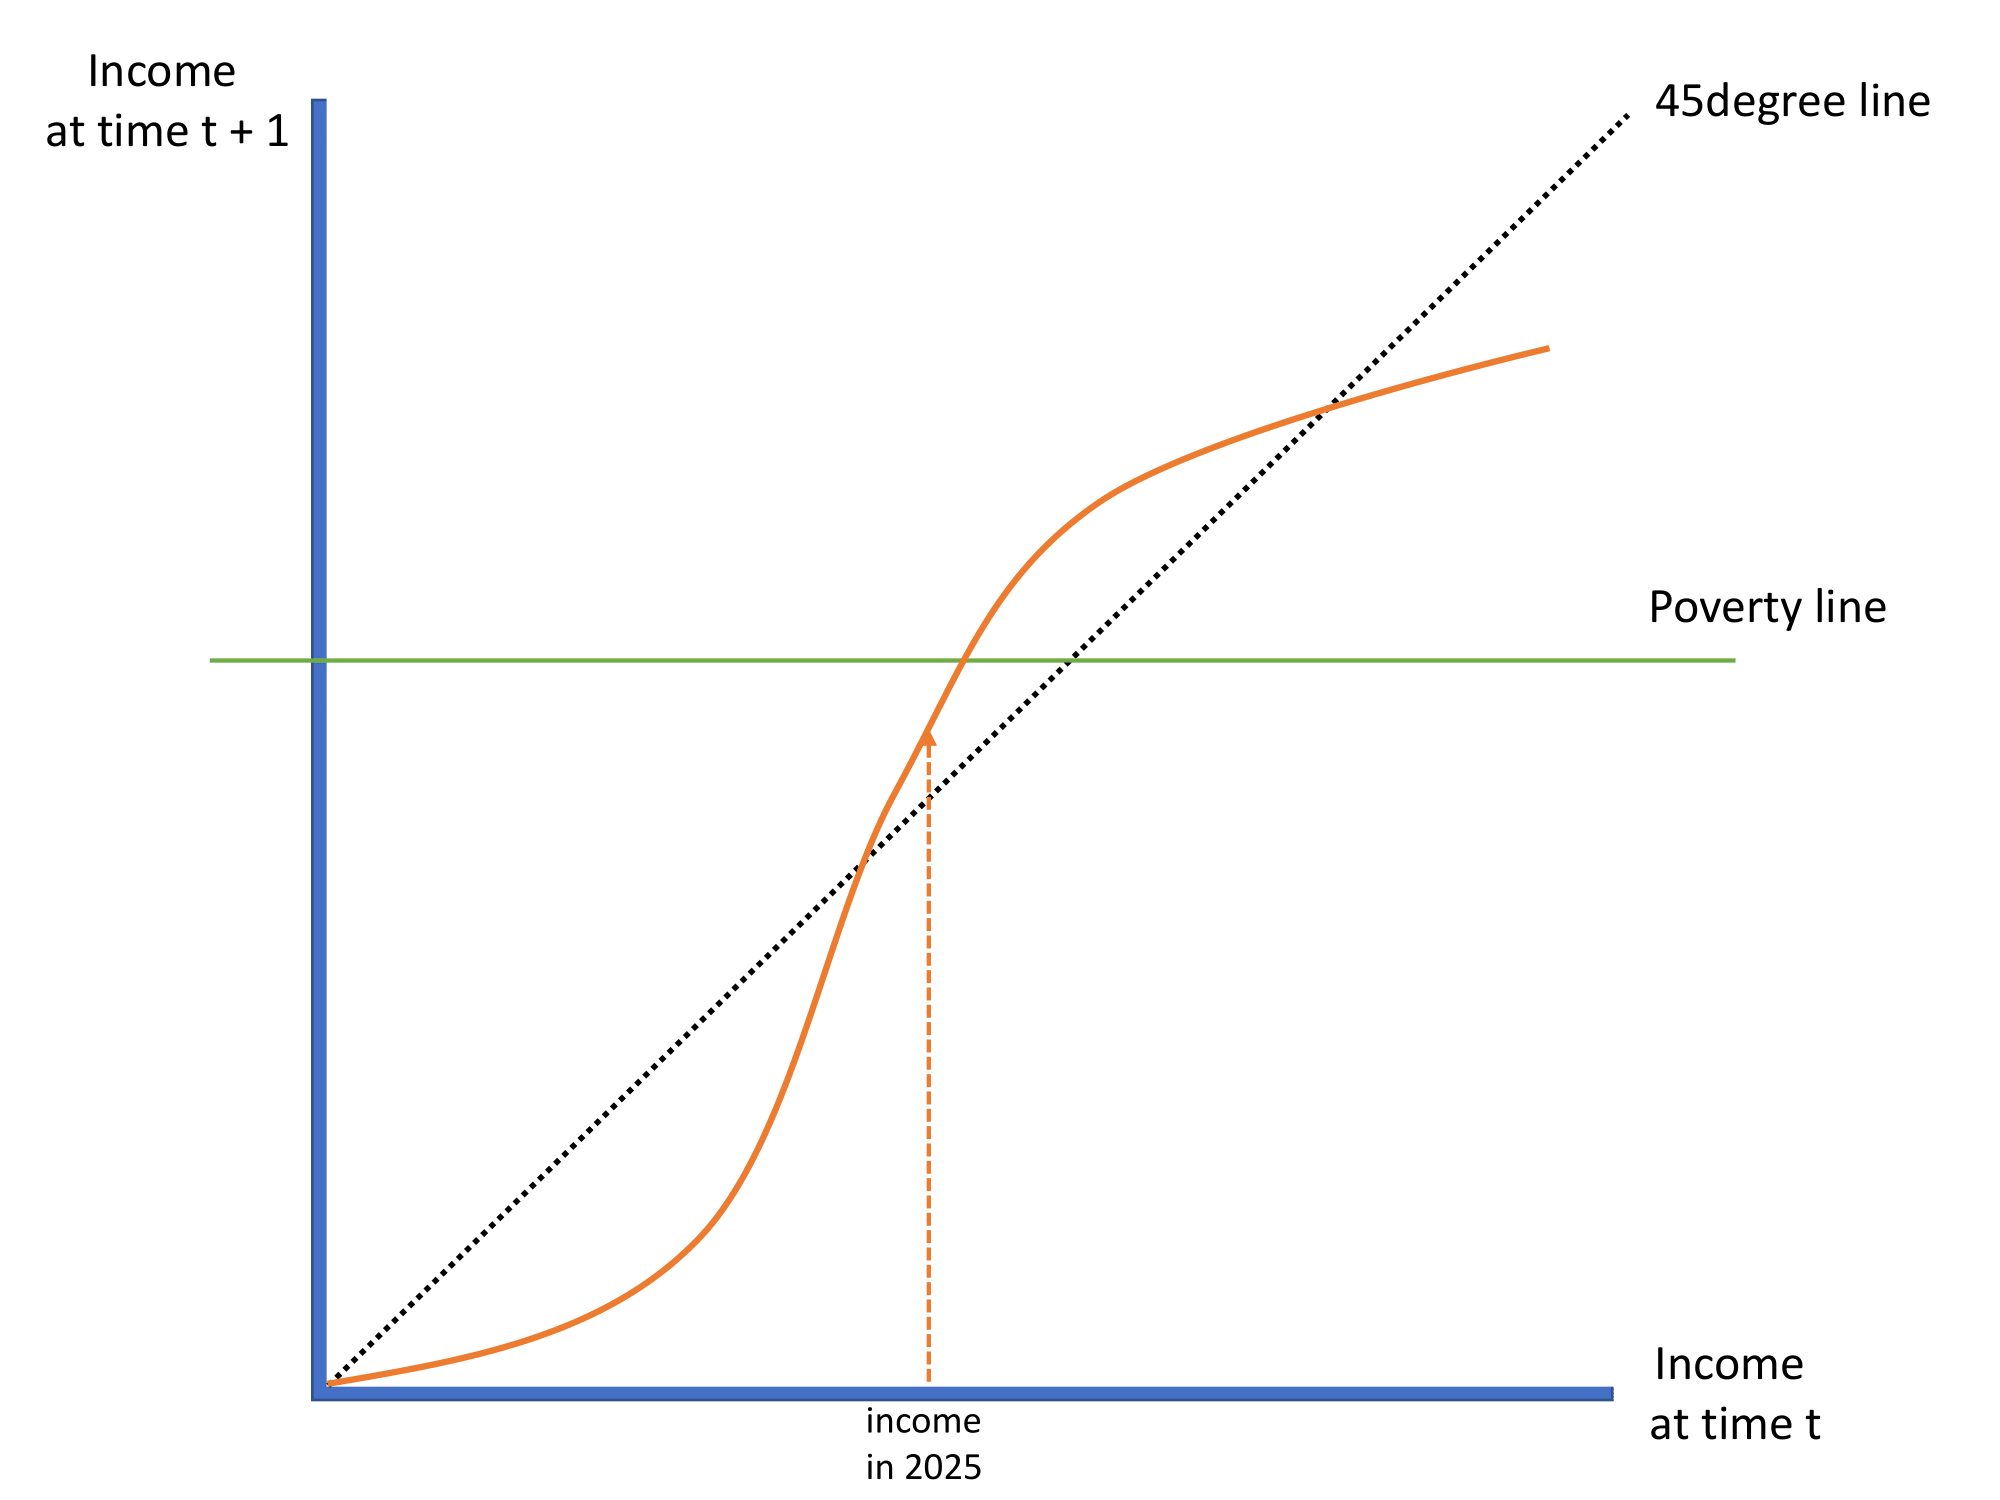 Income
at time t + 1
45degree line
Poverty line
Income
at time t
income
in 2025